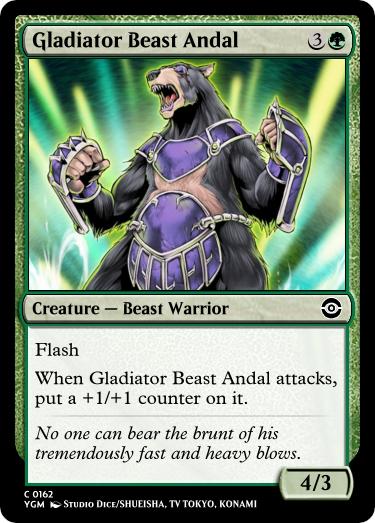 Gladiator Beast Andal 3
Creature — Beast Warrior
Flash
When Gladiator Beast Andal attacks,
put a +1/+1 counter on it.
No one can bear the brunt of his
tremendously fast and heavy blows.
4/3
C 0162
YGM Studio Dice/SHUEISHA, TV TOKYO, KONAMI